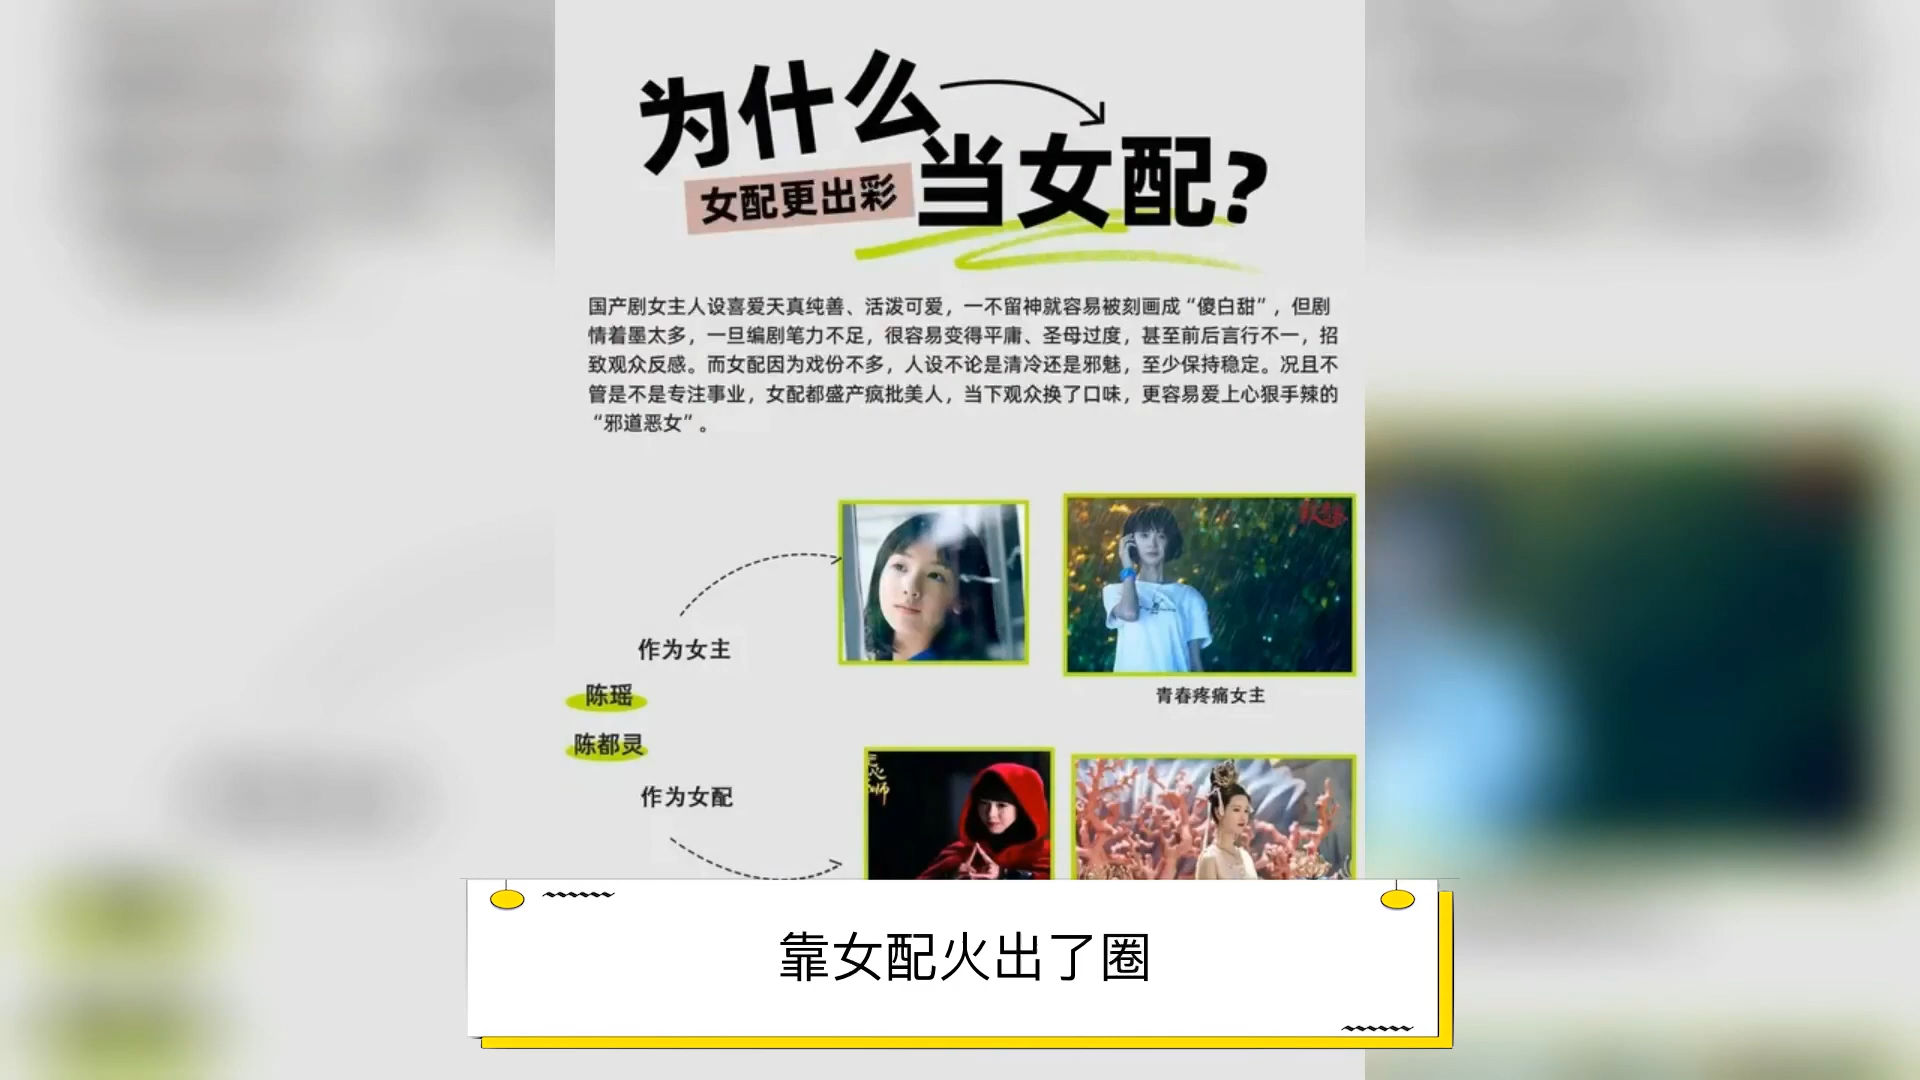 为什么
当女配?
女配更出彩
国产剧女主人设喜爱天真纯善、活泼可爱，一不留神就容易被刻画成“傻白甜”，但剧
情着墨太多，一旦编剧笔力不足，很容易变得平庸、圣母过度，甚至前后言行不一，招
致观众反感。而女配因为戏份不多，人设不论是清冷还是邪魅，至少保持稳定。况且不
管是不是专注事业，女配都盛产疯批美人，当下观众换了口味，更容易爱上心狠手辣的
“邪道恶女”。
作为女主
青春疼痛女主
陈瑶
陈都灵
作为女配
靠女配火出了圈